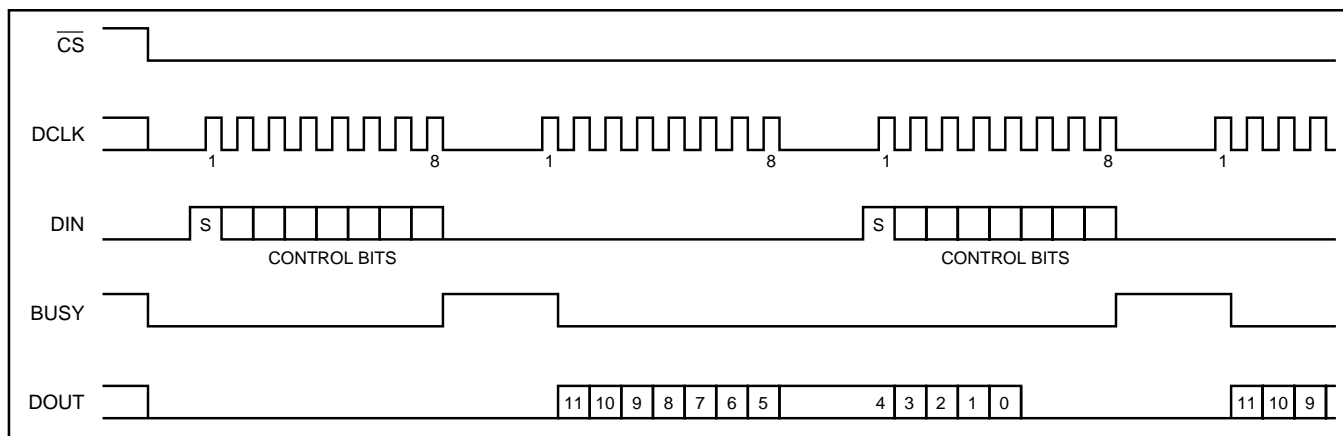 CS
DCLK
1 8 1 8 1 8 1
DIN
S S
CONTROL BITS CONTROL BITS
BUSY
DOUT
11 10 9 8 7 6 5 4 3 2 1 0 11 10 9